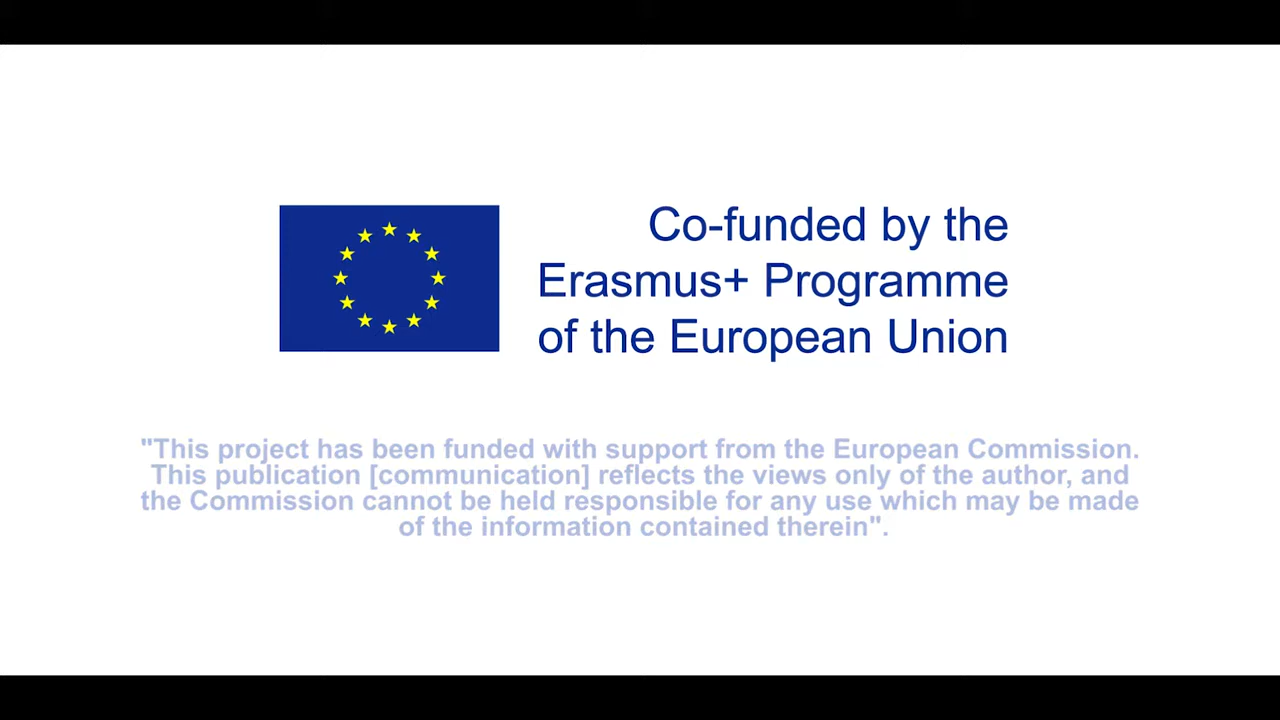 Co-funded by the
Erasmus+ Programme
of the European Union
"This project has been funded with support from the European Commission.
This publication [communication] reflects the views only of the author, and
the Commission cannot be held responsible for any use which may be made
of the information contained therein".